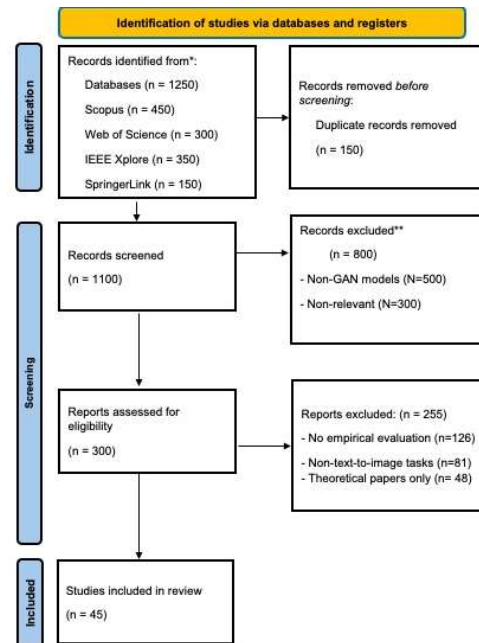 Identification of studies via databases and registers
Identification
Records identified from*:
Databases (n = 1250)
Scopus (n = 450)
Web of Science (n = 300)
IEEE Xplore (n = 350)
SpringerLink (n = 150)
Records removed before
screening:
Duplicate records removed
(n = 150)
Screening
Records screened
(n = 1100)
Records excluded**
(n = 800)
- Non-GAN models (N=500)
- Non-relevant (N=300)
Reports assessed for
eligibility
(n = 300)
Reports excluded: (n = 255)
- No empirical evaluation (n=126)
- Non-text-to-image tasks (n=81)
- Theoretical papers only (n= 48)
Included
Studies included in review
(n = 45)